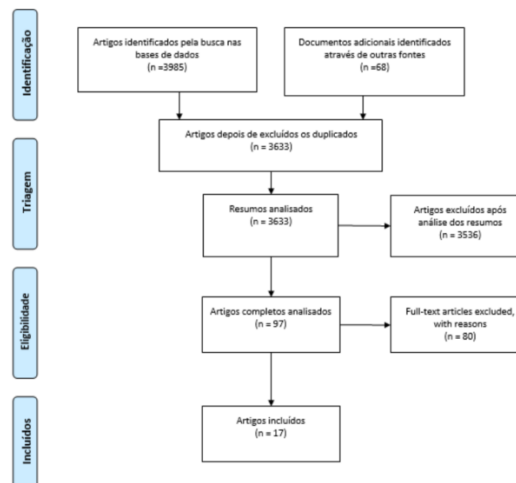 Identificação
Artigos identificados pela busca nas
bases de dados
(n =3985)
Documentos adicionais identificados
através de outras fontes
(n =68)
Artigos depois de excluídos os duplicados
(n = 3633)
Triagem
Resumos analisados
(n = 3633)
Artigos excluídos após
análise dos resumos
(n = 3536)
Eligibilidade
Artigos completos analisados
(n = 97)
Full-text articles excluded,
with reasons
(n = 80)
Incluídos
Artigos incluídos
(n = 17)